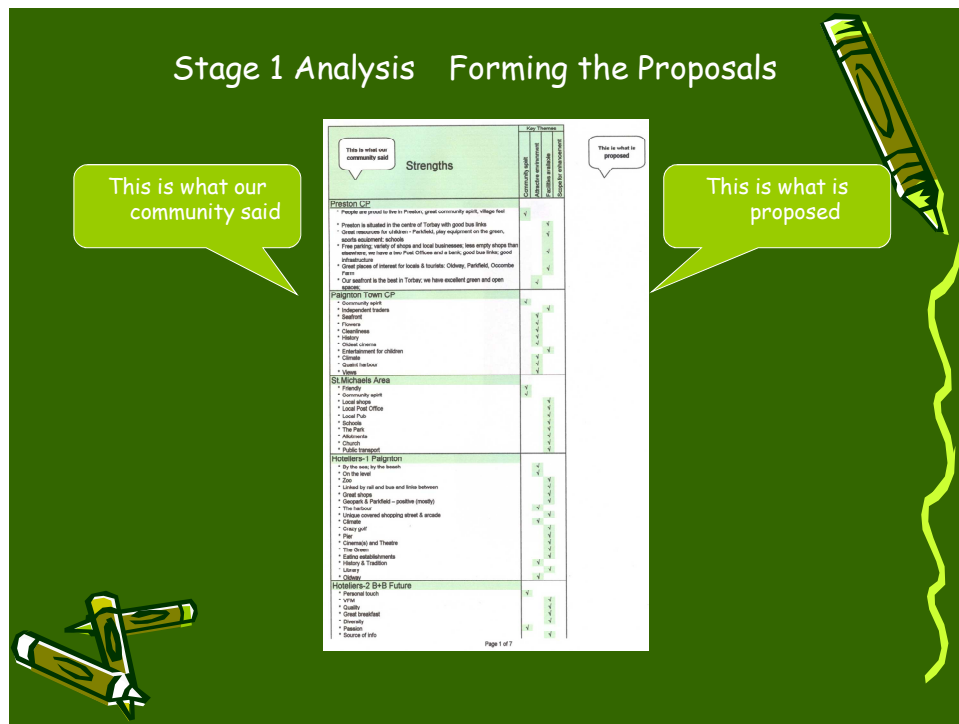 Stage 1 Analysis Forming the Proposals
This is what our
community said
This is what is
proposed
Key Themes
This is what our
community said
Strengths
Community spirit
Attractive environment
Facilities available
Scope for enhancement
This is what is
proposed
Preston CP
* People are proud to live in Preston, great community spirit, village feel √
* Preston is situated in the centre of Torbay with good bus links √
* Great resources for children - Parkfield, play equipment on the green, √
sports equipment; schools
* Free parking; variety of shops and local businesses; less empty shops than
elsewhere; we have a two Post Offices and a bank; good bus links; good √
infrastructure
* Great places of interest for locals & tourists: Oldway, Parkfield, Occombe √
Farm
* Our seafront is the best in Torbay; we have excellent green and open √
spaces;
Paignton Town CP
* Community spirit √
* Independent traders √
* Seafront √
* Flowers √
* Cleanliness √
* History √
* Oldest cinema √
* Entertainment for children √
* Climate √
* Quaint harbour √
* Views √
St.Michaels Area
* Friendly √
* Community spirit √
* Local shops √
* Local Post Office √
* Local Pub √
* Schools √
* The Park √
* Allotments √
* Church √
* Public transport √
Hoteliers-1 Paignton
* By the sea; by the beach √
* On the level √
* Zoo √
* Linked by rail and bus and links between √
* Great shops √
* Geopark & Parkfield – positive (mostly) √
* The harbour √
* Unique covered shopping street & arcade √
* Climate √
* Crazy golf √
* Pier √
* Cinema(s) and Theatre √
* The Green √
* Eating establishments √
* History & Tradition √
* Library √
* Oldway √
Hoteliers-2 B+B Future
* Personal touch √
* VFM √
* Quality √
* Great breakfast √
* Diversity √
* Passion √
* Source of info √
Page 1 of 7